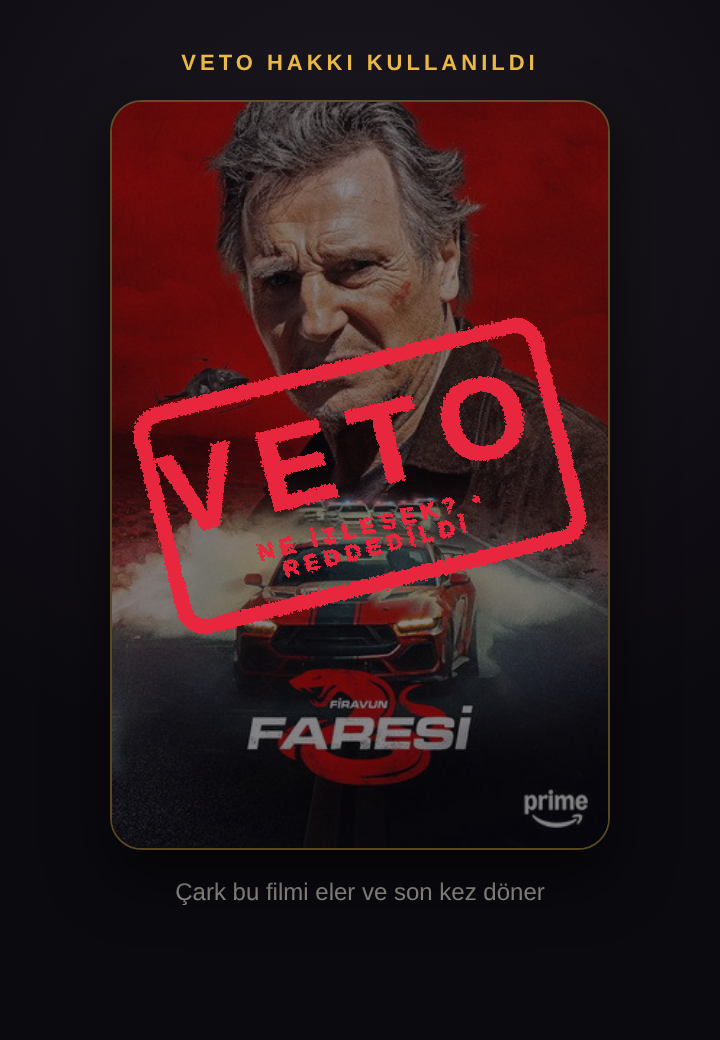 VETO HAKKI KULLANILDI
VETO
NE İZLESEK? •
REDDEDİLDİ
FİRAVUN
FARESİ
prime
Çark bu filmi eler ve son kez döner